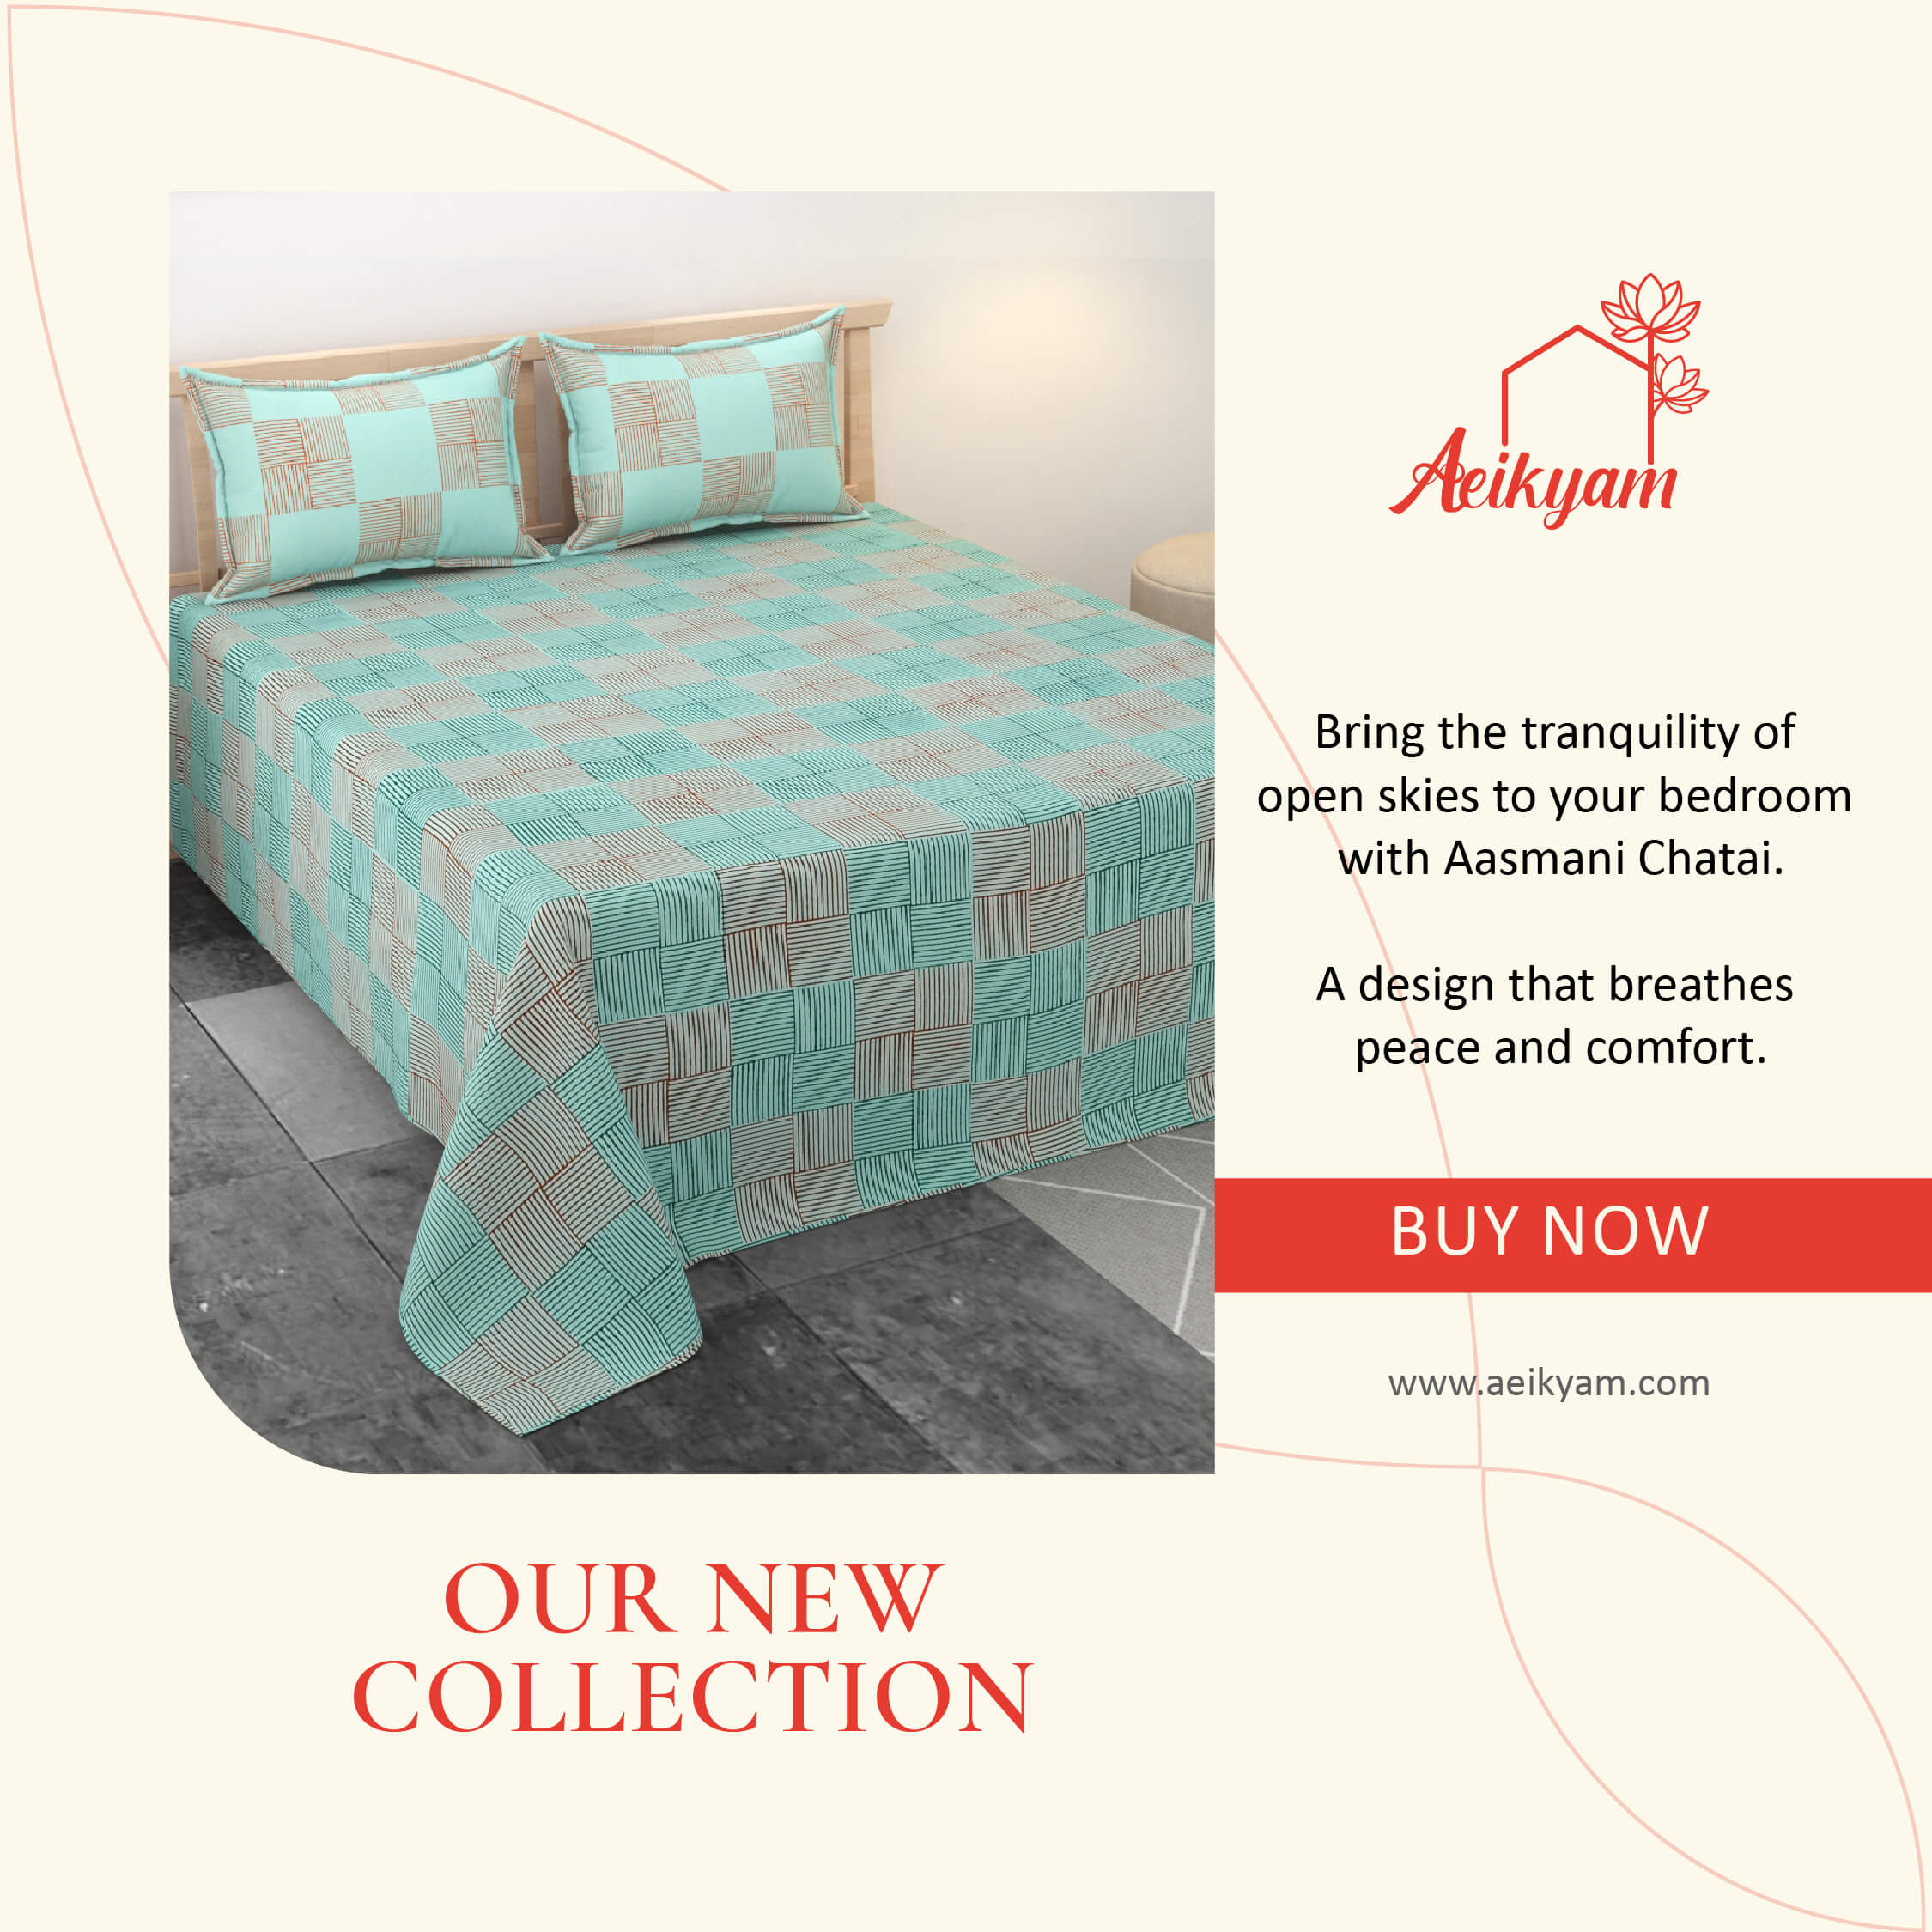 Aeikyam
Bring the tranquility of
open skies to your bedroom
with Aasmani Chatai.
A design that breathes
peace and comfort.
BUY NOW
www.aeikyam.com
OUR NEW
COLLECTION